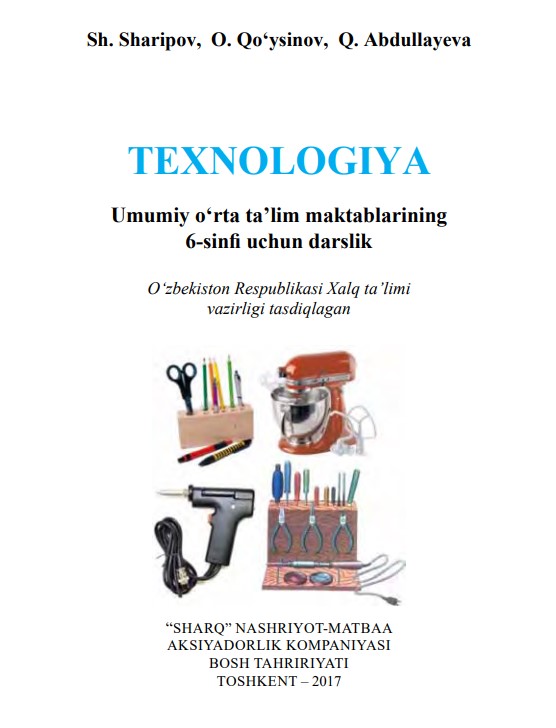 Sh. Sharipov, O. Qo‘ysinov, Q. Abdullayeva
TEXNOLOGIYA
Umumiy o‘rta ta’lim maktablarining
6-sinfi uchun darslik
O‘zbekiston Respublikasi Xalq ta’limi
vazirligi tasdiqlagan
“SHARQ” NASHRIYOT-MATBAA
AKSIYADORLIK KOMPANIYASI
BOSH TAHRIRIYATI
TOSHKENT – 2017